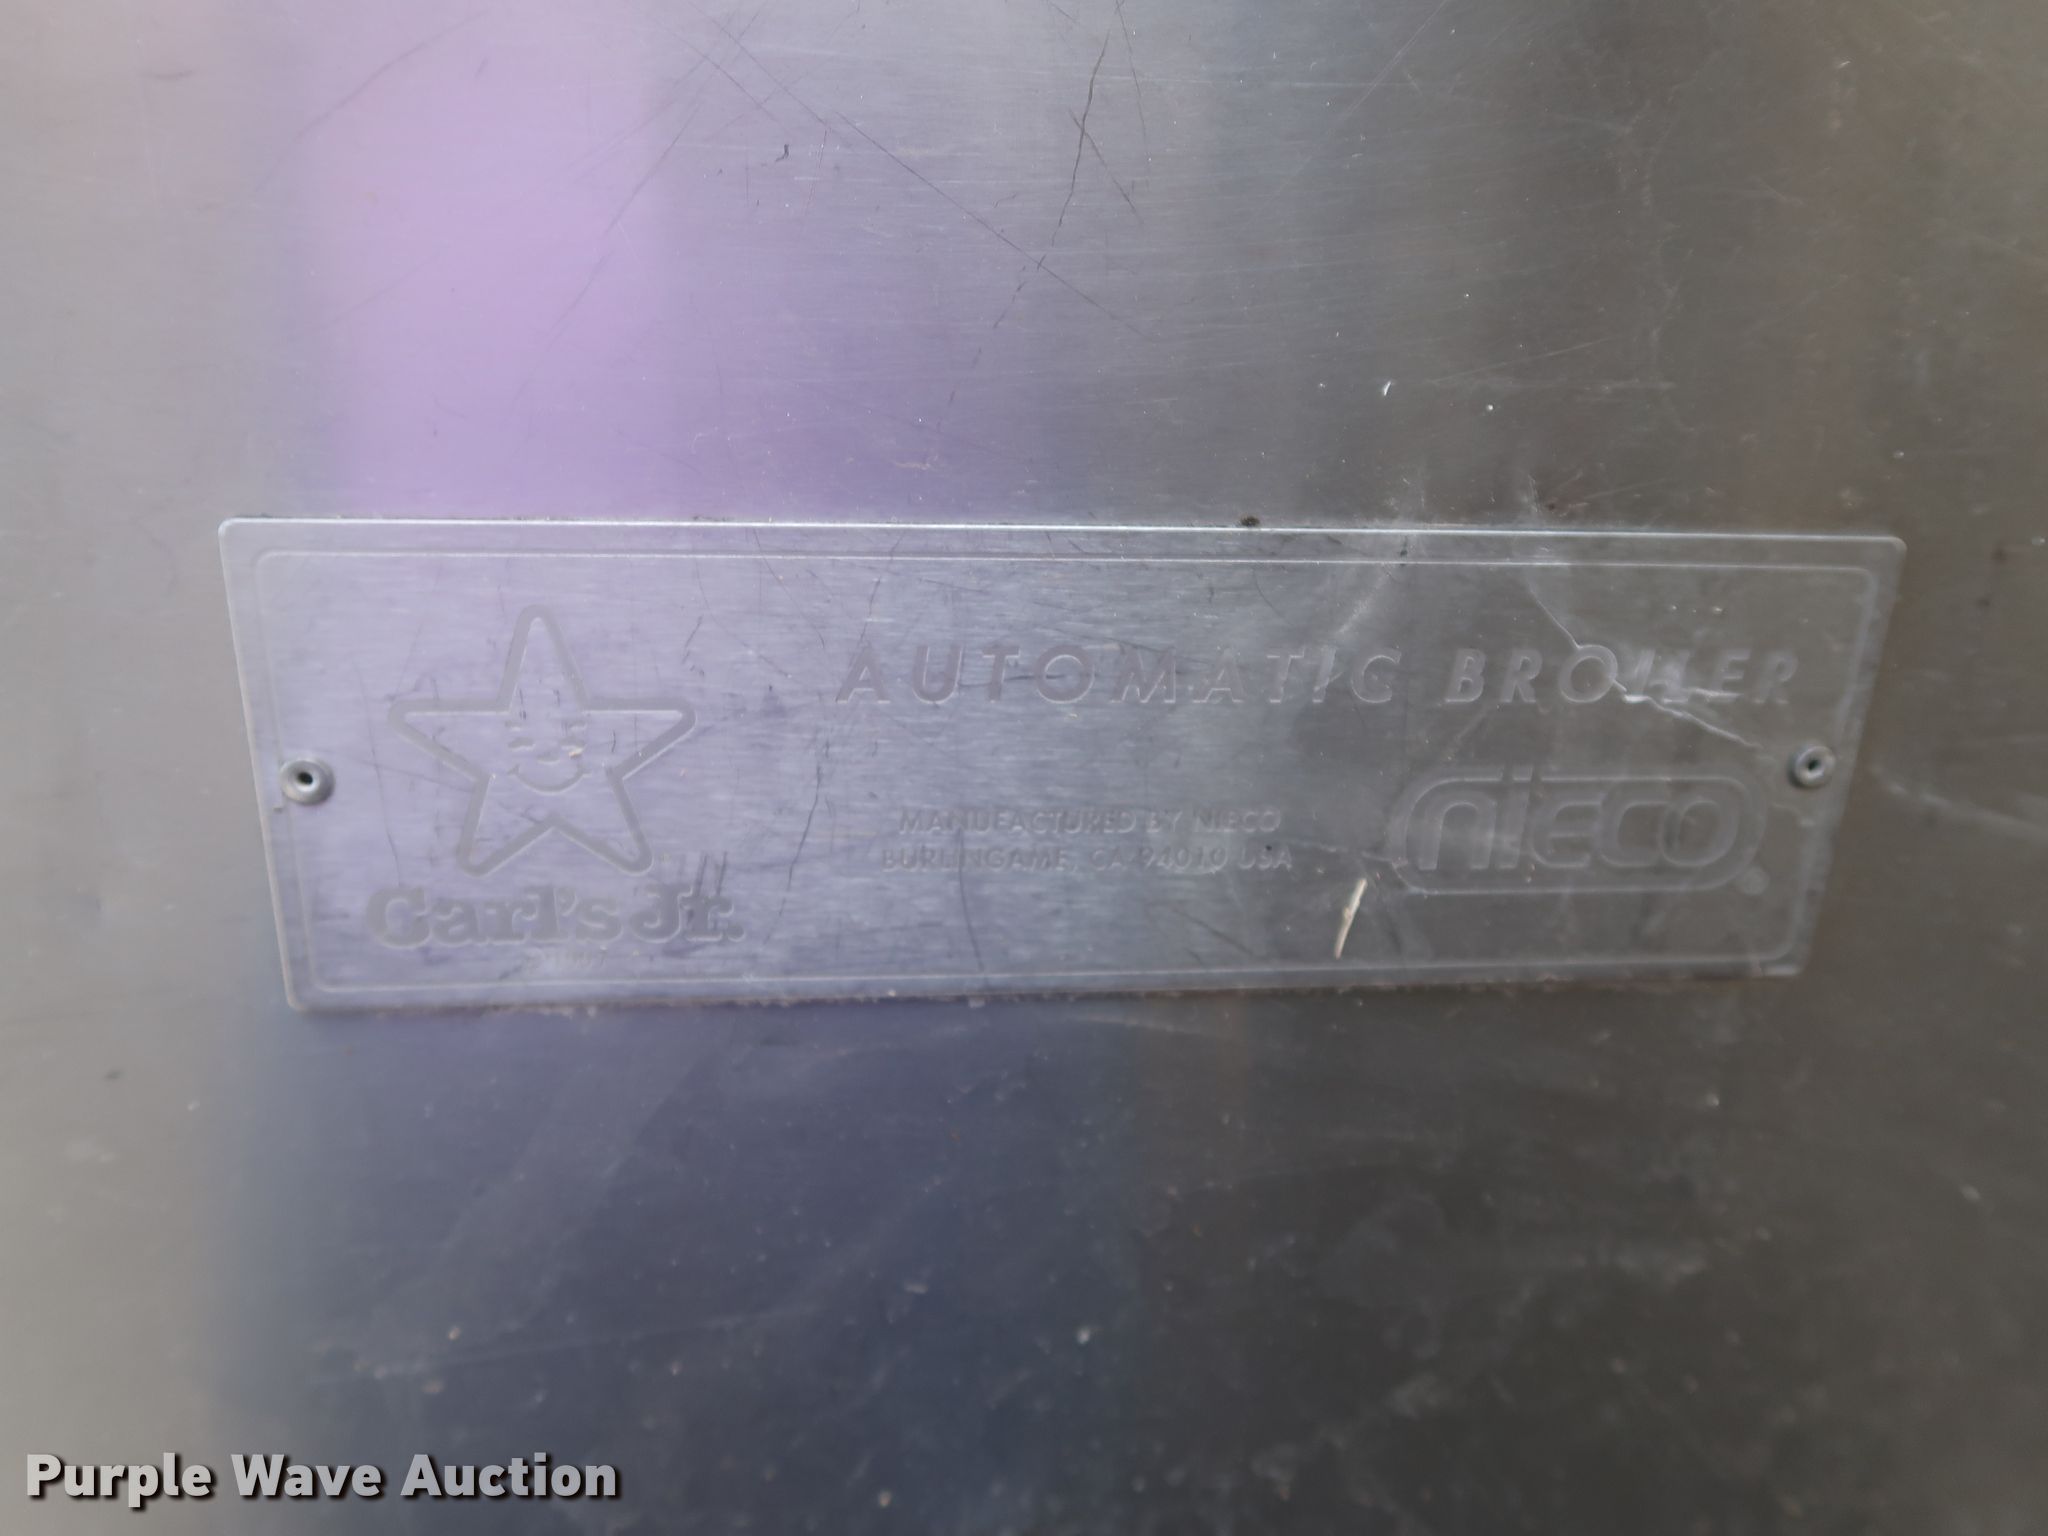 AUTOMATIC BROILER
MANUFACTURED BY NIECO
BURLINGAME, CA 94010 USA
nIECO®
Carl's Jr.
Purple Wave Auction